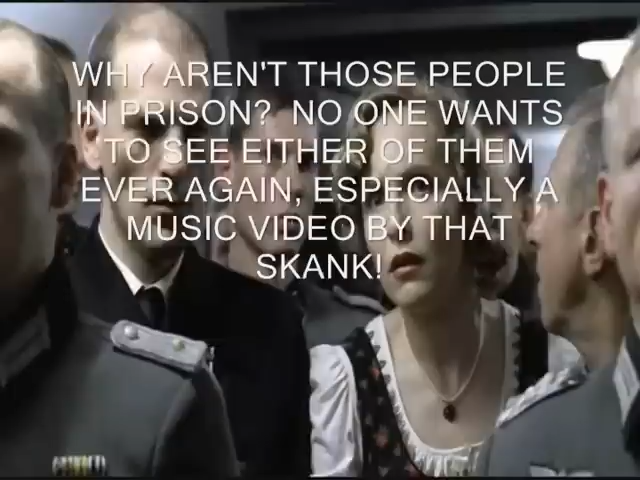 WHY AREN'T THOSE PEOPLE
IN PRISON?  NO ONE WANTS
TO SEE EITHER OF THEM
EVER AGAIN, ESPECIALLY A
MUSIC VIDEO BY THAT
SKANK!